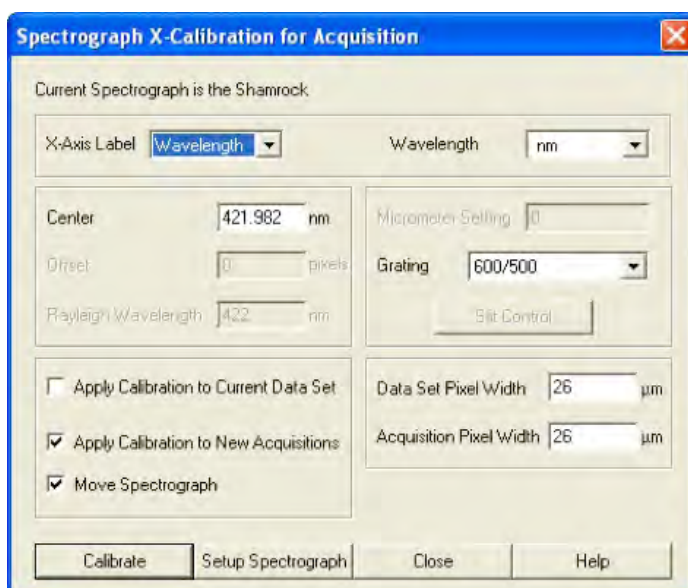 Spectrograph X-Calibration for Acquisition
Current Spectrograph is the Shamrock
X-Axis Label Wavelength Wavelength nm
Center 421.982 nm
Offset 0 pixels
Rayleigh Wavelength 422 nm
Micrometer Setting 0
Grating 600/500
Slit Control
Apply Calibration to Current Data Set
Apply Calibration to New Acquisitions
Move Spectrograph
Data Set Pixel Width 26 µm
Acquisition Pixel Width 26 µm
Calibrate Setup Spectrograph Close Help